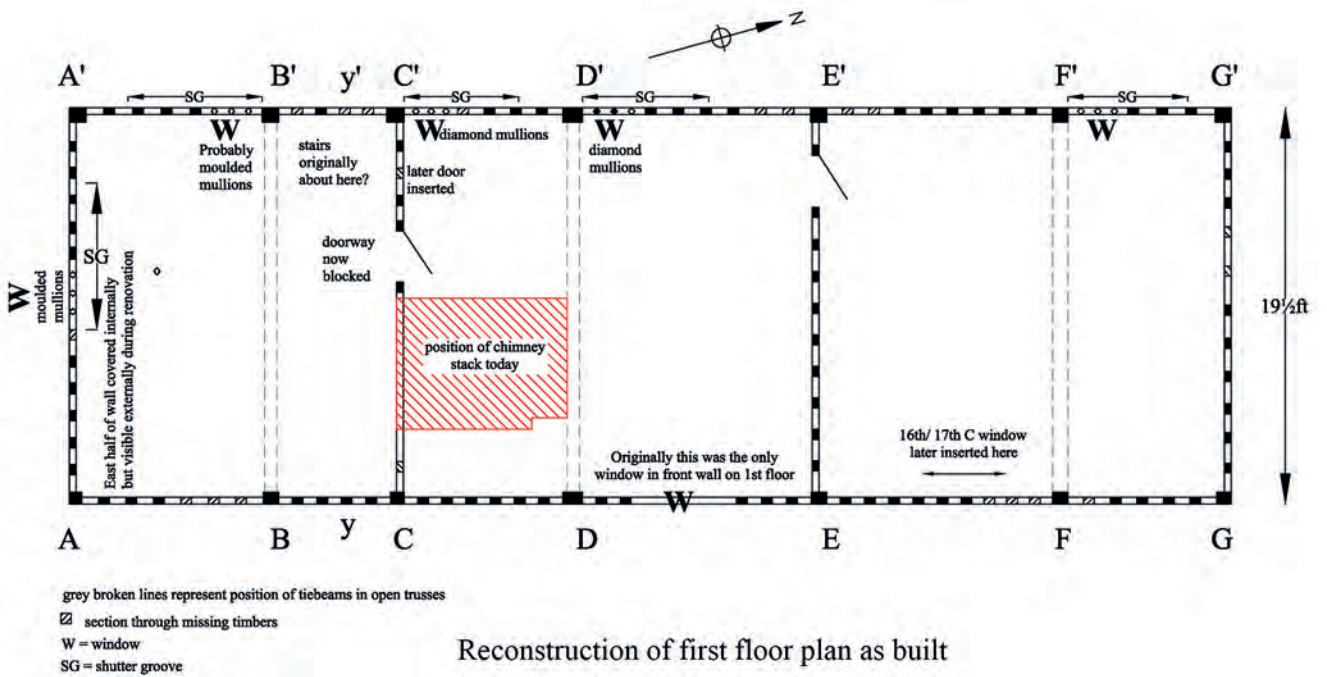 N
A'
B'
y'
C'
D'
E'
F'
G'
SG
SG
SG
SG
W
W
W
W
Probably
moulded
mullions
stairs
originally
about here?
diamond mullions
later door
inserted
diamond
mullions
doorway
now
blocked
SG
W
moulded
mullions
East half of wall covered internally
but visible externally during renovation
position of chimney
stack today
19½ft
Originally this was the only
window in front wall on 1st floor
W
16th/ 17th C window
later inserted here
A
B
y
C
D
E
F
G
grey broken lines represent position of tiebeams in open trusses
section through missing timbers
W = window
SG = shutter groove
Reconstruction of first floor plan as built